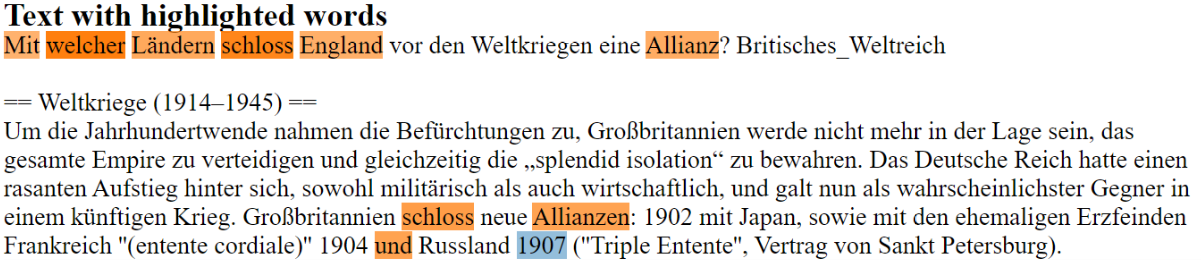 Text with highlighted words
Mit welcher Ländern schloss England vor den Weltkriegen eine Allianz? Britisches_Weltreich
== Weltkriege (1914–1945) ==
Um die Jahrhundertwende nahmen die Befürchtungen zu, Großbritannien werde nicht mehr in der Lage sein, das
gesamte Empire zu verteidigen und gleichzeitig die „splendid isolation“ zu bewahren. Das Deutsche Reich hatte einen
rasanten Aufstieg hinter sich, sowohl militärisch als auch wirtschaftlich, und galt nun als wahrscheinlichster Gegner in
einem künftigen Krieg. Großbritannien schloss neue Allianzen: 1902 mit Japan, sowie mit den ehemaligen Erzfeinden
Frankreich "(entente cordiale)" 1904 und Russland 1907 ("Triple Entente", Vertrag von Sankt Petersburg).